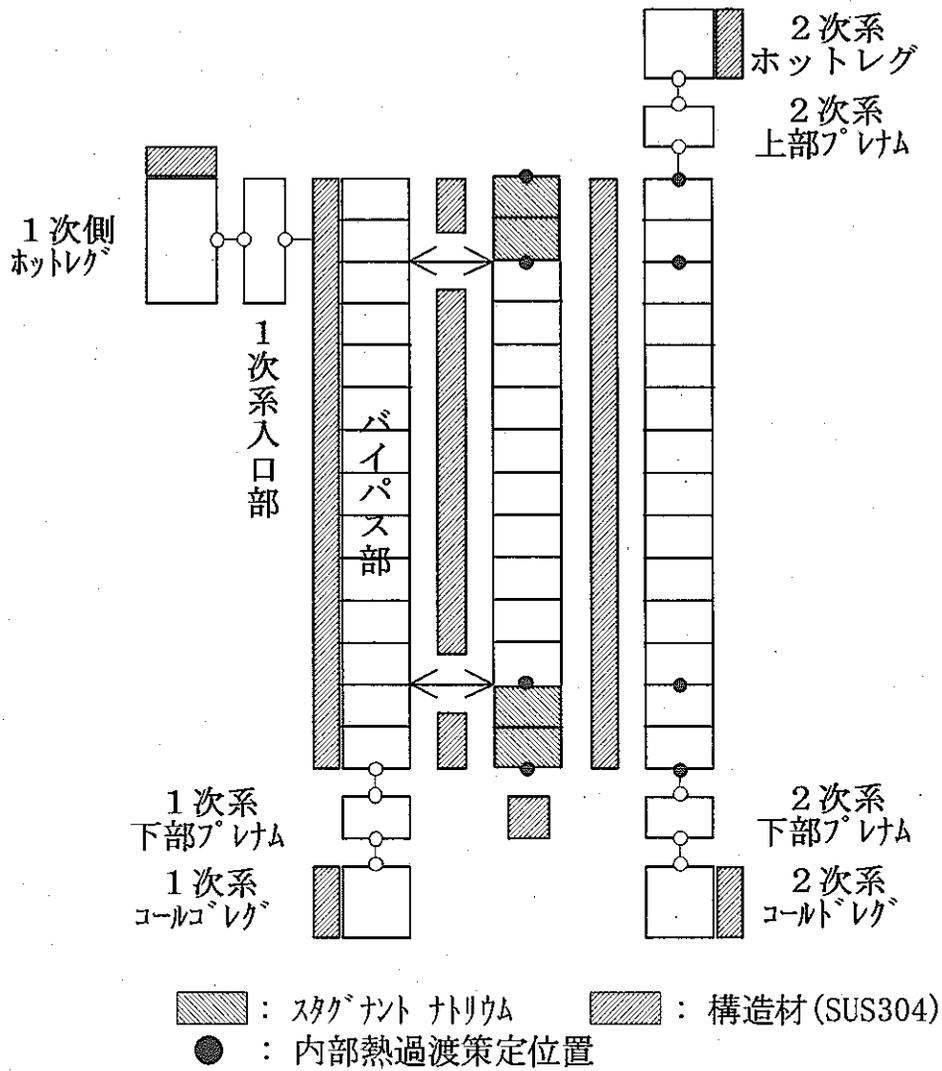 2次系
ホットレグ
2次系
上部プレナム
1次側
ホットレグ
1次系入口部
バイパス部
1次系
下部プレナム
2次系
下部プレナム
1次系
コールゴレグ
2次系
コールドレグ
: スタグナント ナトリウム
: 構造材(SUS304)
: 内部熱過渡策定位置